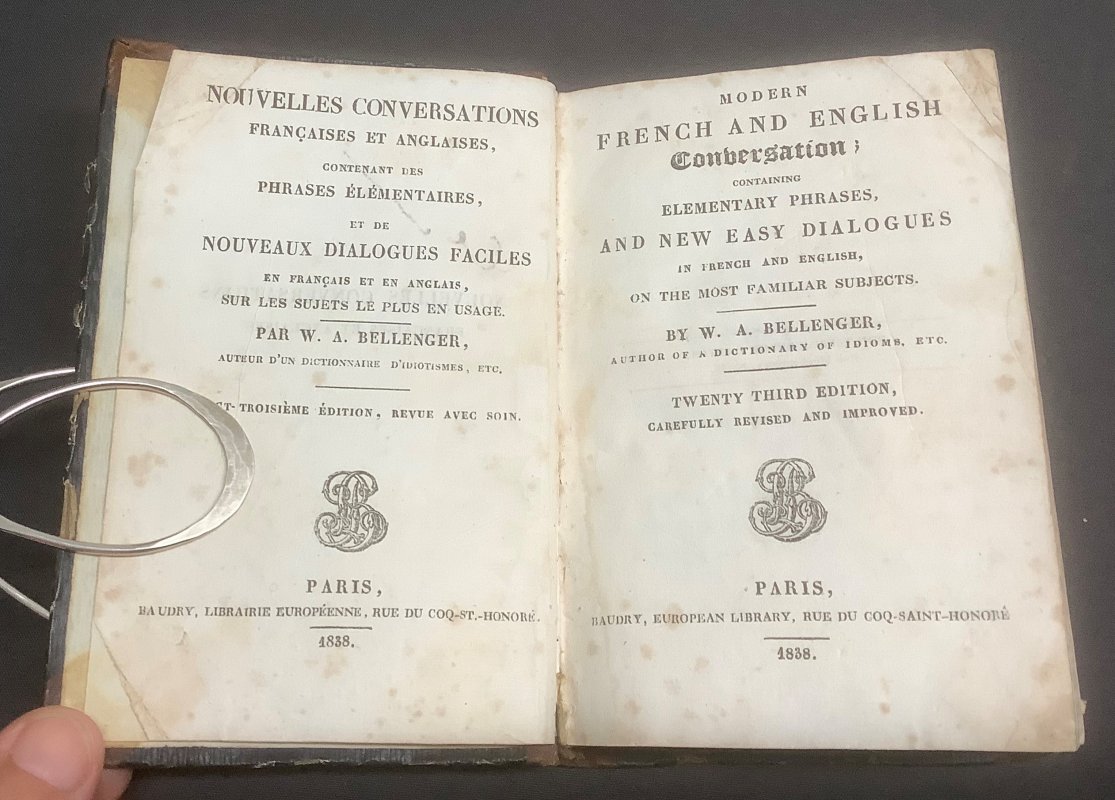 NOUVELLES CONVERSATIONS
FRANÇAISES ET ANGLAISES,
CONTENANT DES
PHRASES ÉLÉMENTAIRES,
ET DE
NOUVEAUX DIALOGUES FACILES
EN FRANÇAIS ET EN ANGLAIS,
SUR LES SUJETS LE PLUS EN USAGE.
PAR W. A. BELLENGER,
AUTEUR D'UN DICTIONNAIRE D'IDIOTISMES, ETC.
T-TROISIÈME ÉDITION, REVUE AVEC SOIN.
PARIS,
BAUDRY, LIBRAIRIE EUROPÉENNE, RUE DU COQ-ST.-HONORÉ.
1838.
MODERN
FRENCH AND ENGLISH
Conversation;
CONTAINING
ELEMENTARY PHRASES,
AND NEW EASY DIALOGUES
IN FRENCH AND ENGLISH,
ON THE MOST FAMILIAR SUBJECTS.
BY W. A. BELLENGER,
AUTHOR OF A DICTIONARY OF IDIOMS, ETC.
TWENTY THIRD EDITION,
CAREFULLY REVISED AND IMPROVED.
PARIS,
BAUDRY, EUROPEAN LIBRARY, RUE DU COQ-SAINT-HONORÉ
1838.